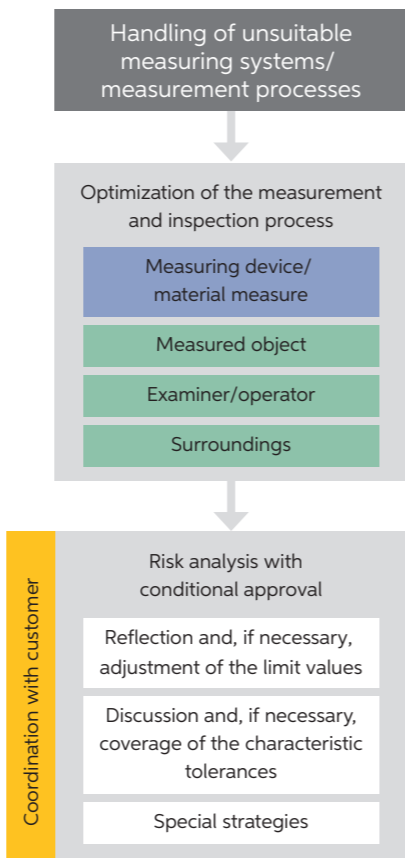 Handling of unsuitable
measuring systems/
measurement processes
Optimization of the measurement
and inspection process
Measuring device/
material measure
Measured object
Examiner/operator
Surroundings
Coordination with customer
Risk analysis with
conditional approval
Reflection and, if necessary,
adjustment of the limit values
Discussion and, if necessary,
coverage of the characteristic
tolerances
Special strategies